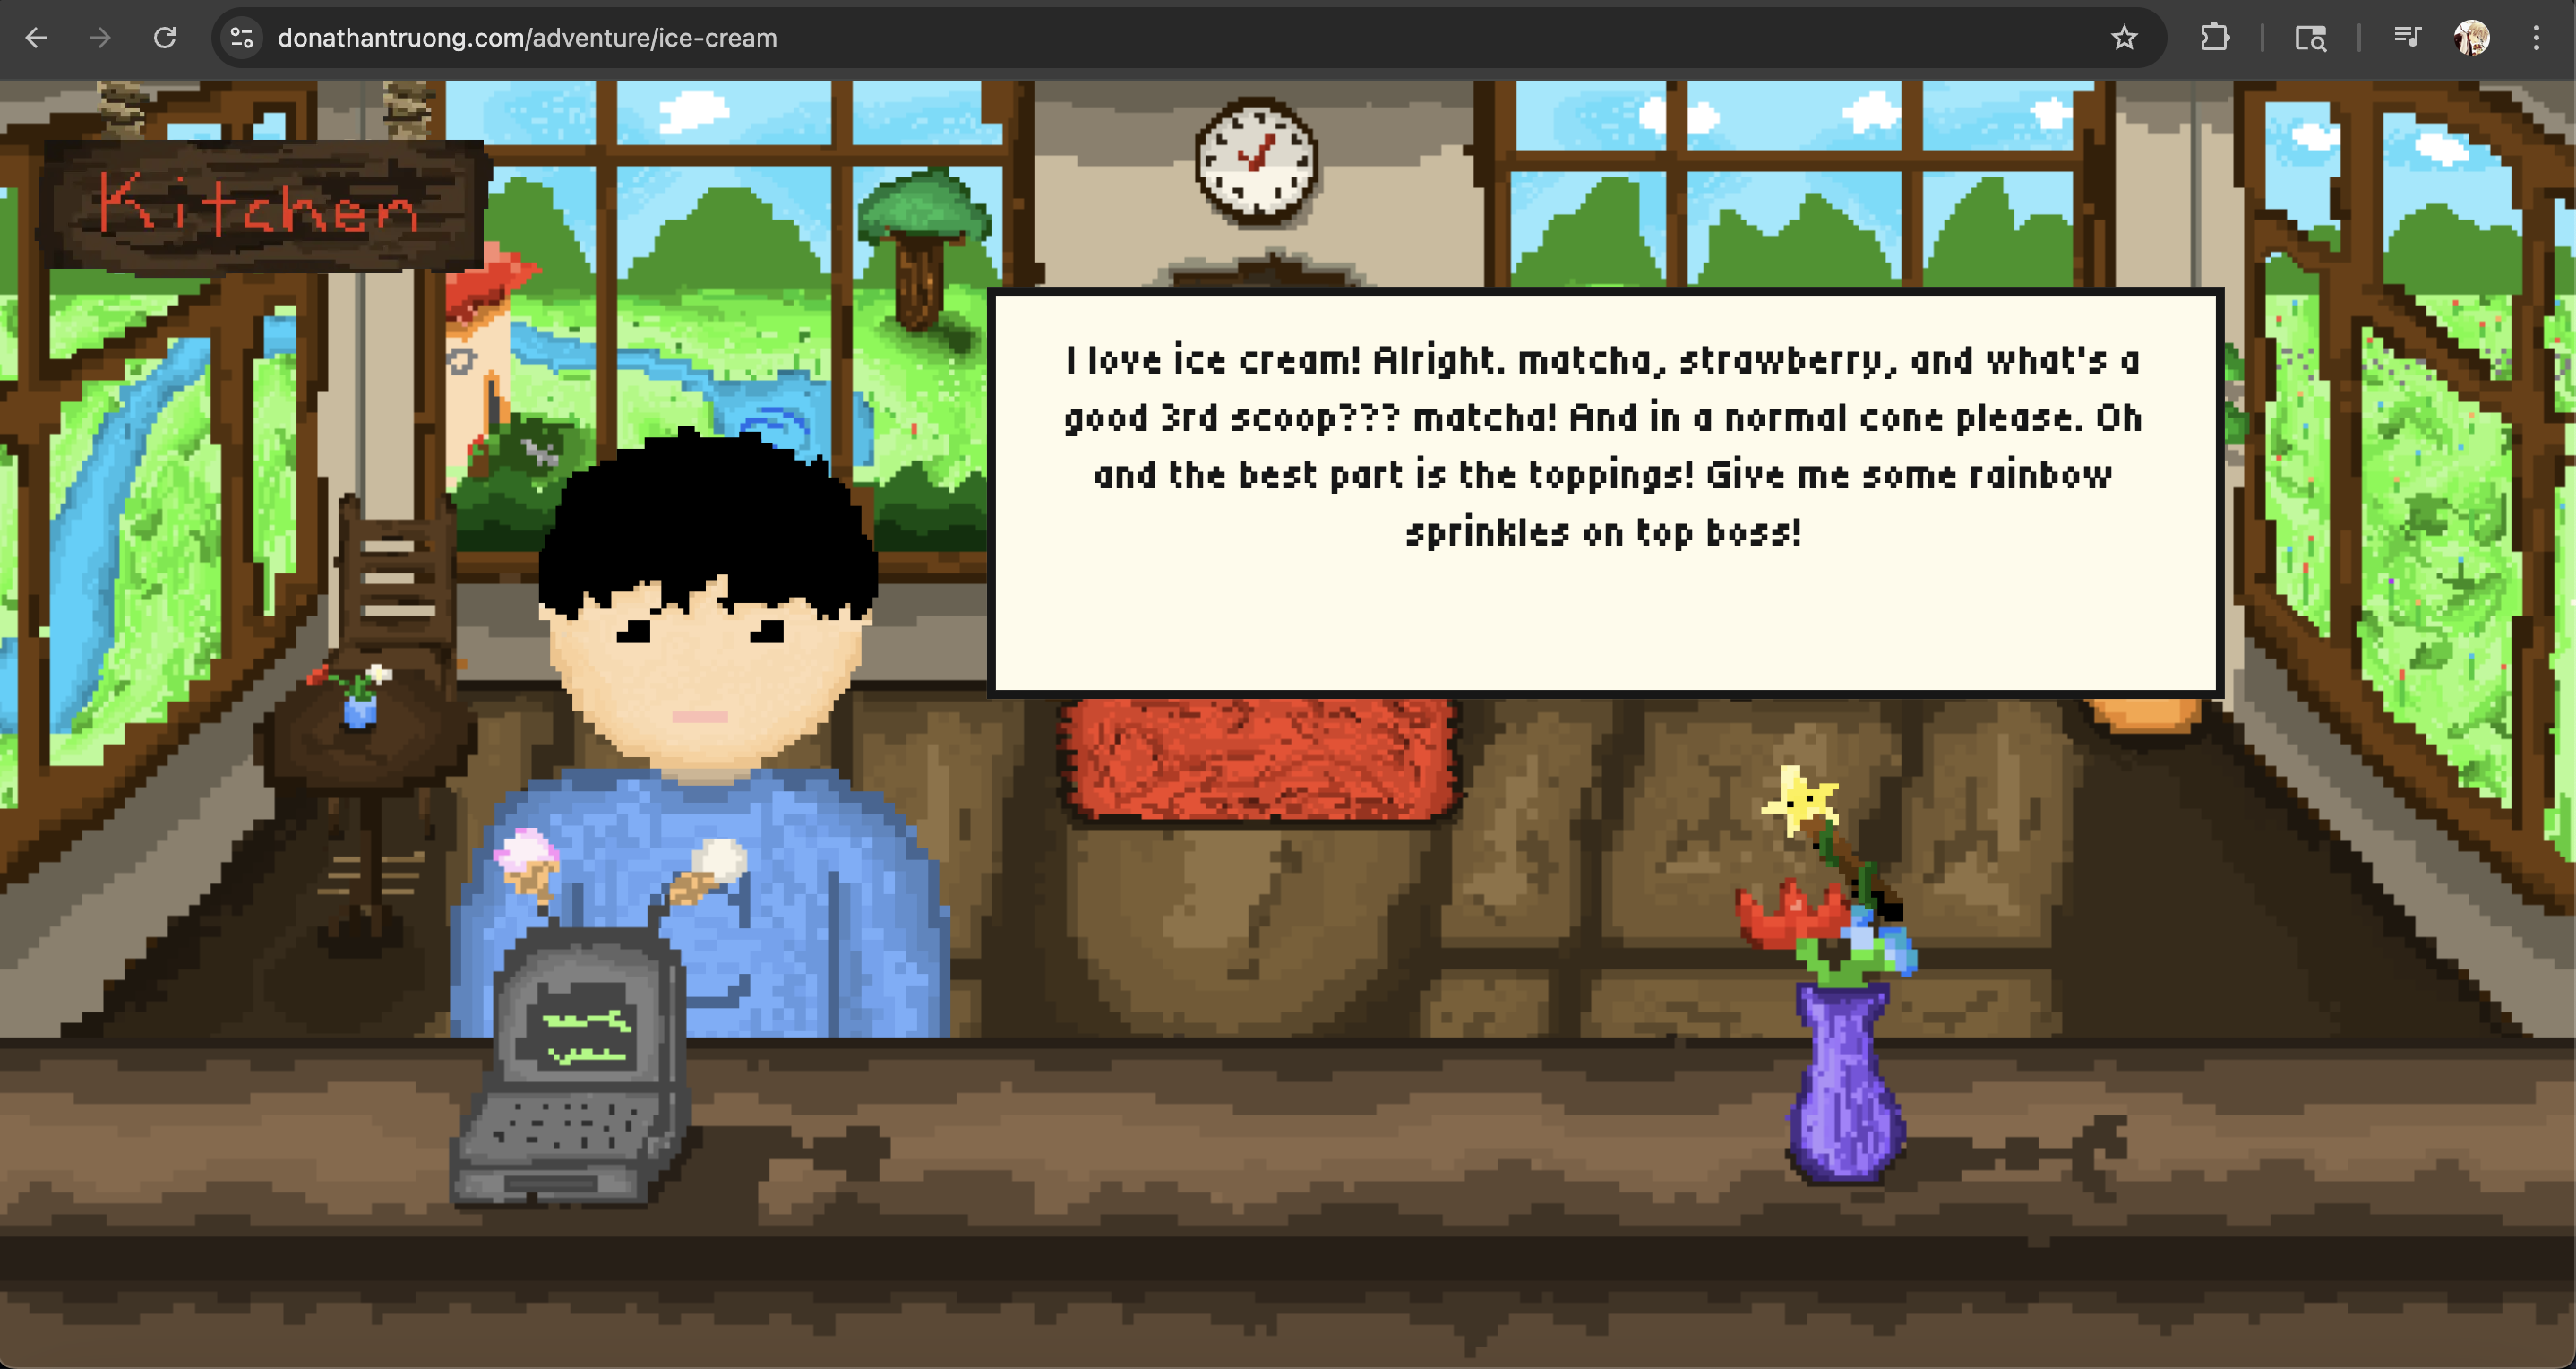 donathantruong.com/adventure/ice-cream
Kitchen
I love ice cream! Alright. matcha, strawberry, and what's a
good 3rd scoop??? matcha! And in a normal cone please. Oh
and the best part is the toppings! Give me some rainbow
sprinkles on top boss!